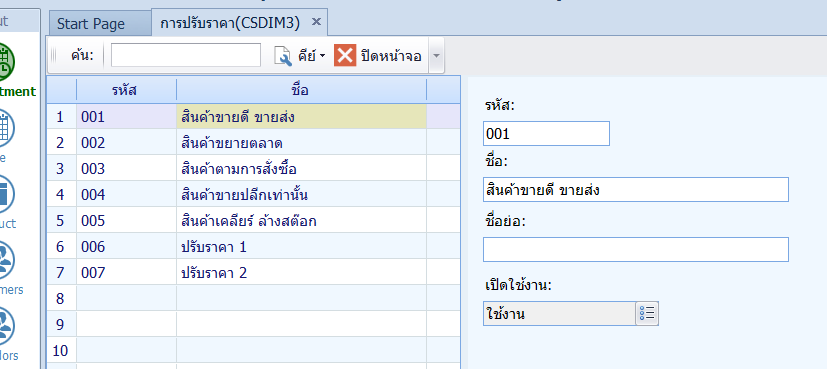 ut
Start Page
การปรับราคา(CSDIM3)
ค้น:
คีย์
ปิดหน้าจอ
tment
e
uct
mers
lors
รหัส ชื่อ
1 001 สินค้าขายดี ขายส่ง
2 002 สินค้าขยายตลาด
3 003 สินค้าตามการสั่งซื้อ
4 004 สินค้าขายปลีกเท่านั้น
5 005 สินค้าเคลียร์ ล้างสต๊อก
6 006 ปรับราคา 1
7 007 ปรับราคา 2
8
9
10
รหัส:
001
ชื่อ:
สินค้าขายดี ขายส่ง
ชื่อย่อ:
เปิดใช้งาน:
ใช้งาน